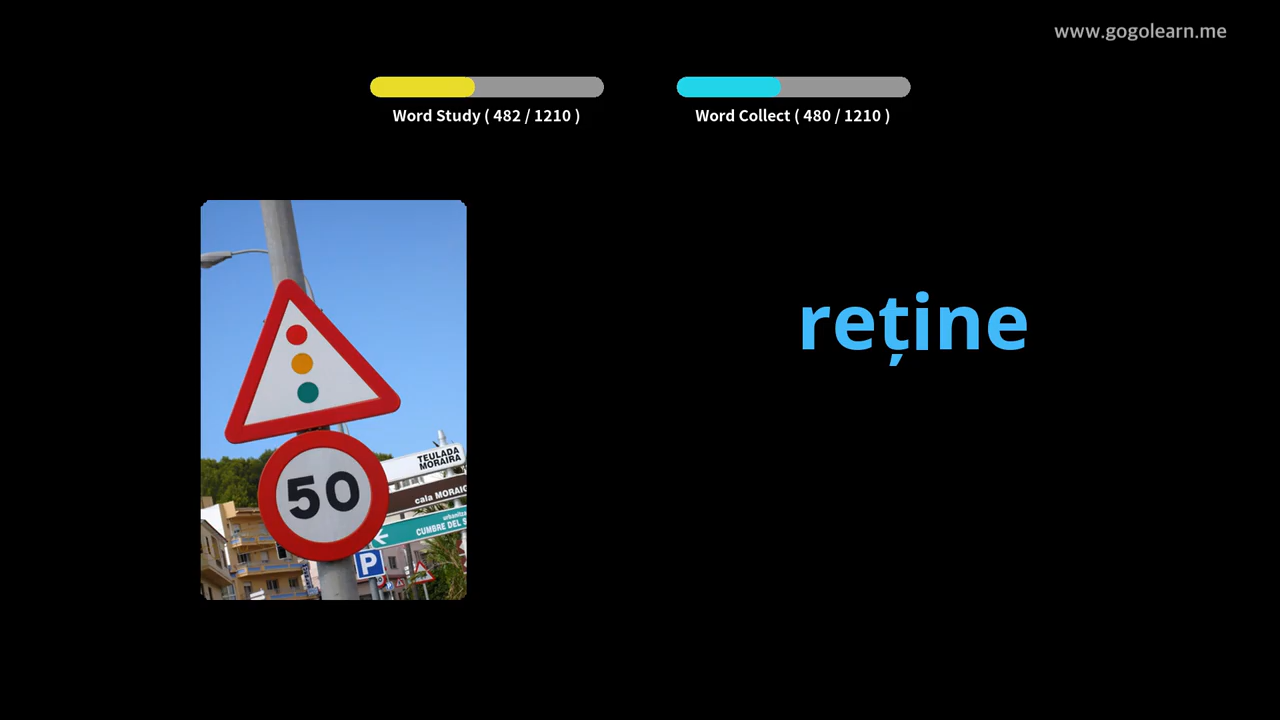 www.gogolearn.me
Word Study ( 482 / 1210 )
Word Collect ( 480 / 1210 )
reține
50
TEULADA
MORAIRA
cala MORAI
urbanitza
CUMBRE DEL S
P